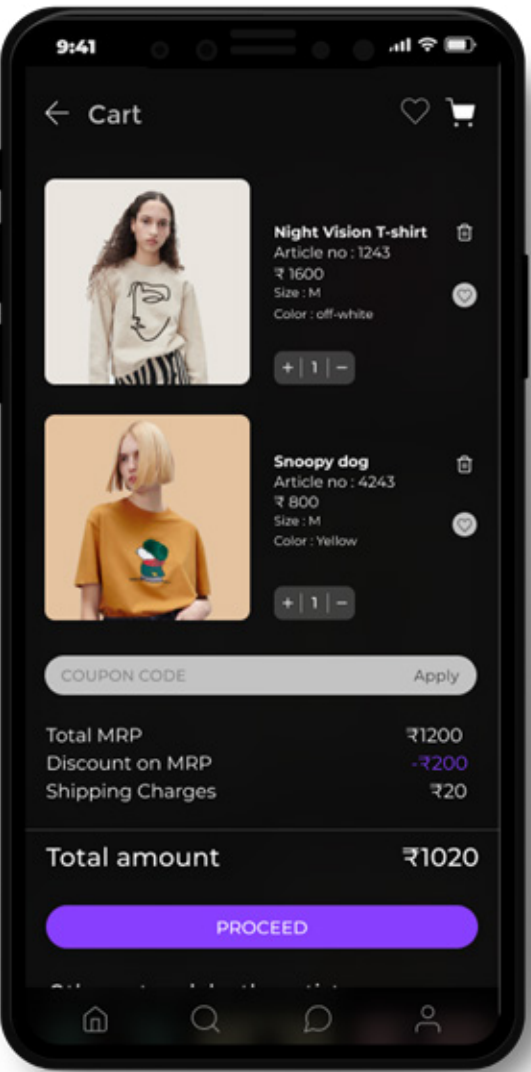 9:41
Cart
Night Vision T-shirt
Article no : 1243
₹ 1600
Size : M
Color : off-white
+ | 1 | −
Snoopy dog
Article no : 4243
₹ 800
Size : M
Color : Yellow
+ | 1 | −
COUPON CODE Apply
Total MRP ₹1200
Discount on MRP -₹200
Shipping Charges ₹20
Total amount ₹1020
PROCEED